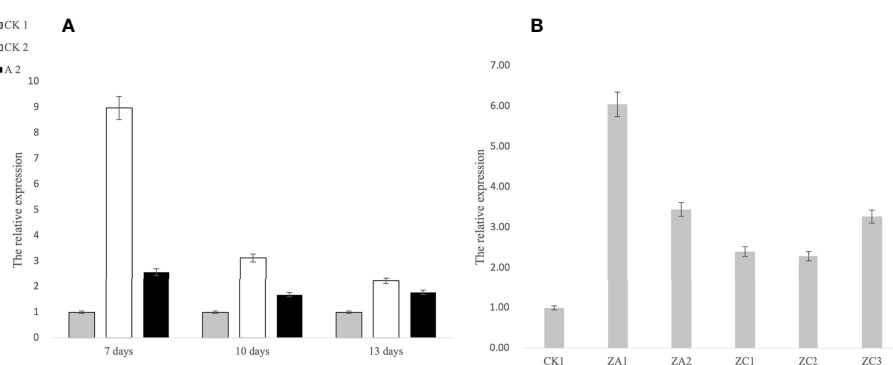 CK 1
CK 2
A 2
A
10
9
8
7
6
5
4
3
2
1
0
The relative expression
7 days
10 days
13 days
B
7.00
6.00
5.00
4.00
3.00
2.00
1.00
0.00
The relative expression
CK1
ZA1
ZA2
ZC1
ZC2
ZC3